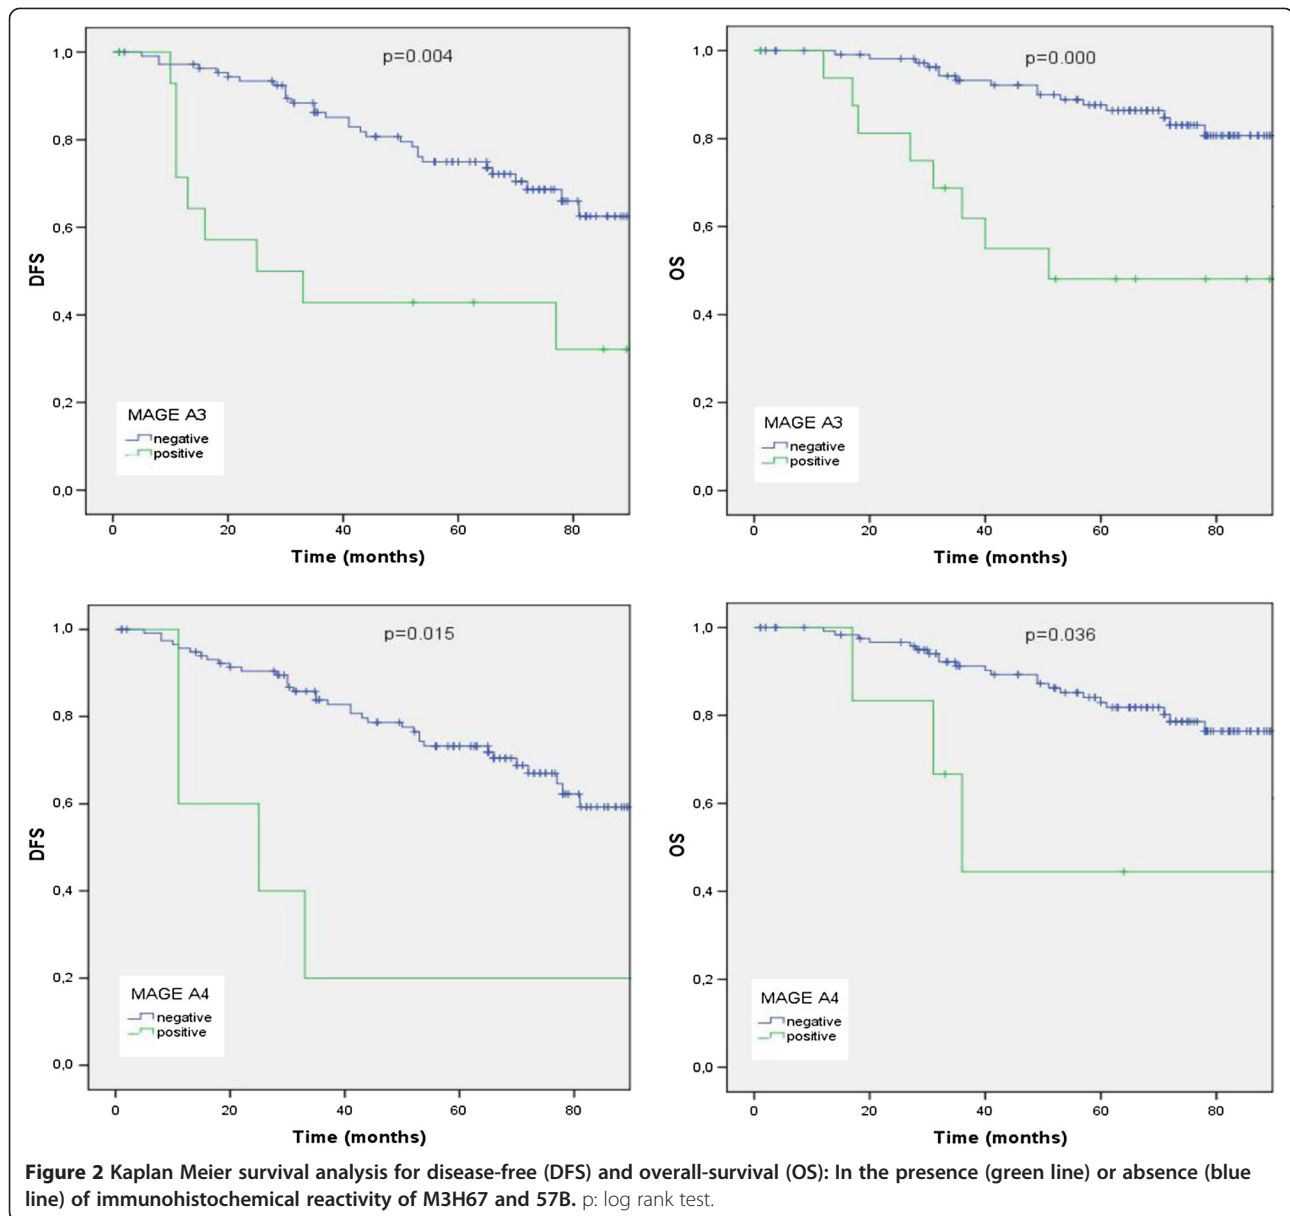 p=0.004
1,0
0,8
0,6
0,4
0,2
0,0
DFS
MAGE A3
negative
positive
0 20 40 60 80
Time (months)
p=0.000
1,0
0,8
0,6
0,4
0,2
0,0
OS
MAGE A3
negative
positive
0 20 40 60 80
Time (months)
p=0.015
1,0
0,8
0,6
0,4
0,2
0,0
DFS
MAGE A4
negative
positive
0 20 40 60 80
Time (months)
p=0.036
1,0
0,8
0,6
0,4
0,2
0,0
OS
MAGE A4
negative
positive
0 20 40 60 80
Time (months)
Figure 2 Kaplan Meier survival analysis for disease-free (DFS) and overall-survival (OS): In the presence (green line) or absence (blue
line) of immunohistochemical reactivity of M3H67 and 57B. p: log rank test.